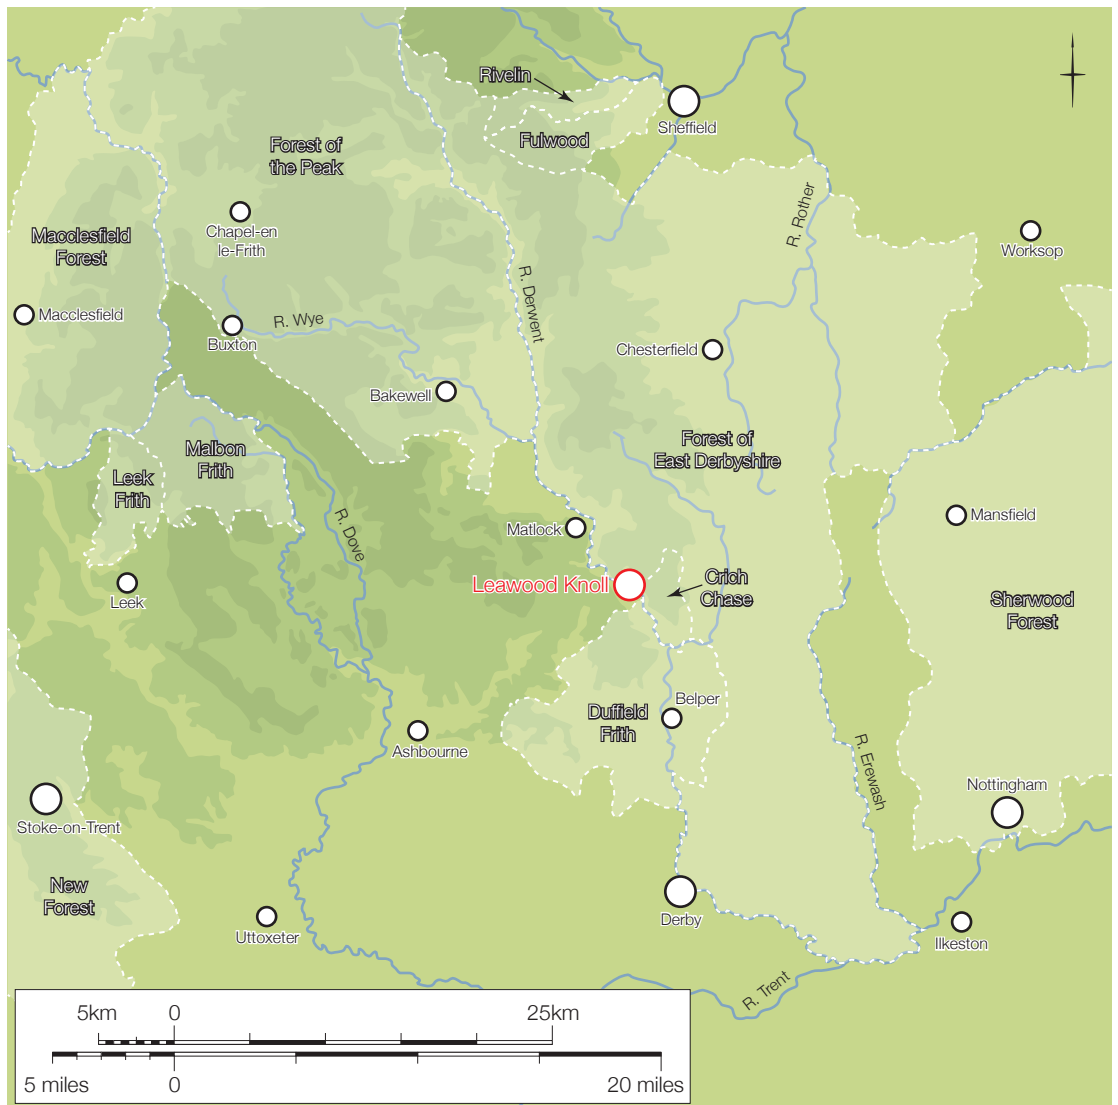 Rivelin
Sheffield
Fulwood
Forest of
the Peak
R. Rother
Chapel-en
le-Frith
Macclesfield
Forest
Worksop
R. Derwent
Macclesfield
R. Wye
Buxton
Chesterfield
Bakewell
Forest of
East Derbyshire
Malbon
Frith
Leek
Frith
R. Dove
Matlock
Mansfield
Leawood Knoll
Crich
Chase
Leek
Sherwood
Forest
Belper
Duffield
Frith
Ashbourne
R. Erewash
Nottingham
Stoke-on-Trent
New
Forest
Derby
Uttoxeter
Ilkeston
R. Trent
5km 0 25km
5 miles 0 20 miles